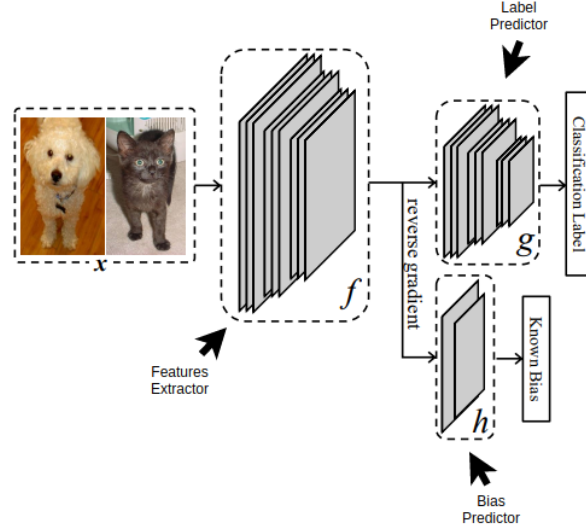 Label
Predictor
x
f
g
Classification Label
reverse gradient
h
Known Bias
Features
Extractor
Bias
Predictor